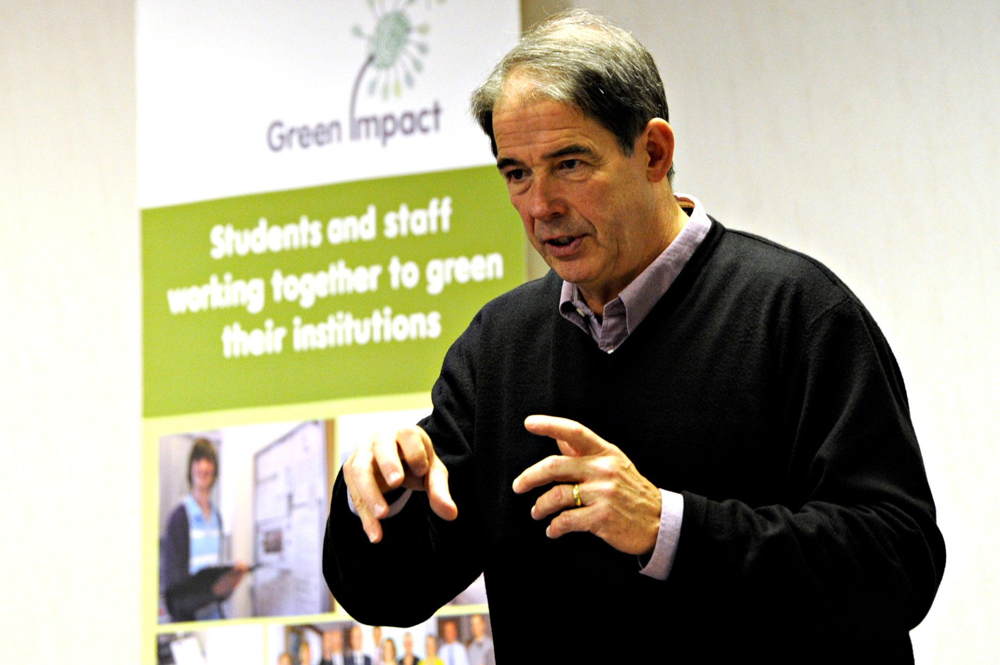 Green Impact
Students and staff
working together to green
their institutions